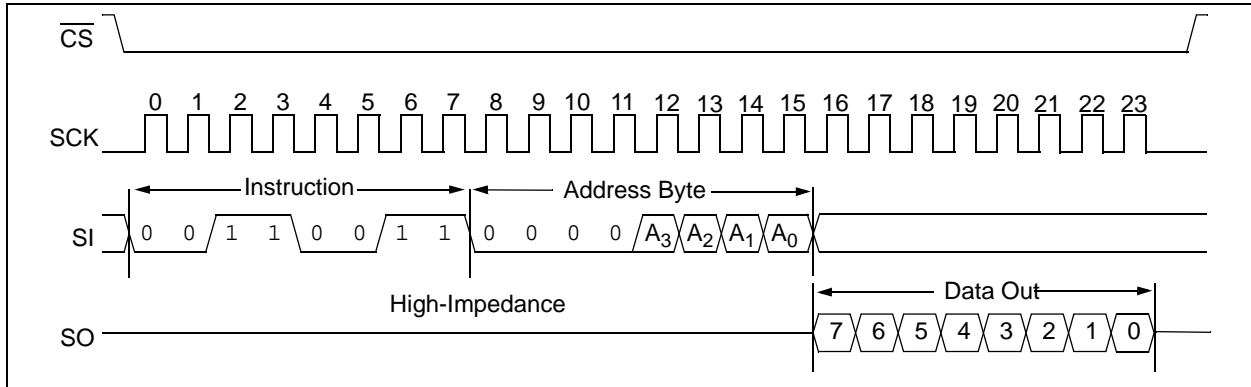 CS
0 1 2 3 4 5 6 7 8 9 10 11 12 13 14 15 16 17 18 19 20 21 22 23
SCK
Instruction Address Byte
SI 0 0 1 1 0 0 1 1 0 0 0 0 A3 A2 A1 A0
High-Impedance Data Out
SO 7 6 5 4 3 2 1 0